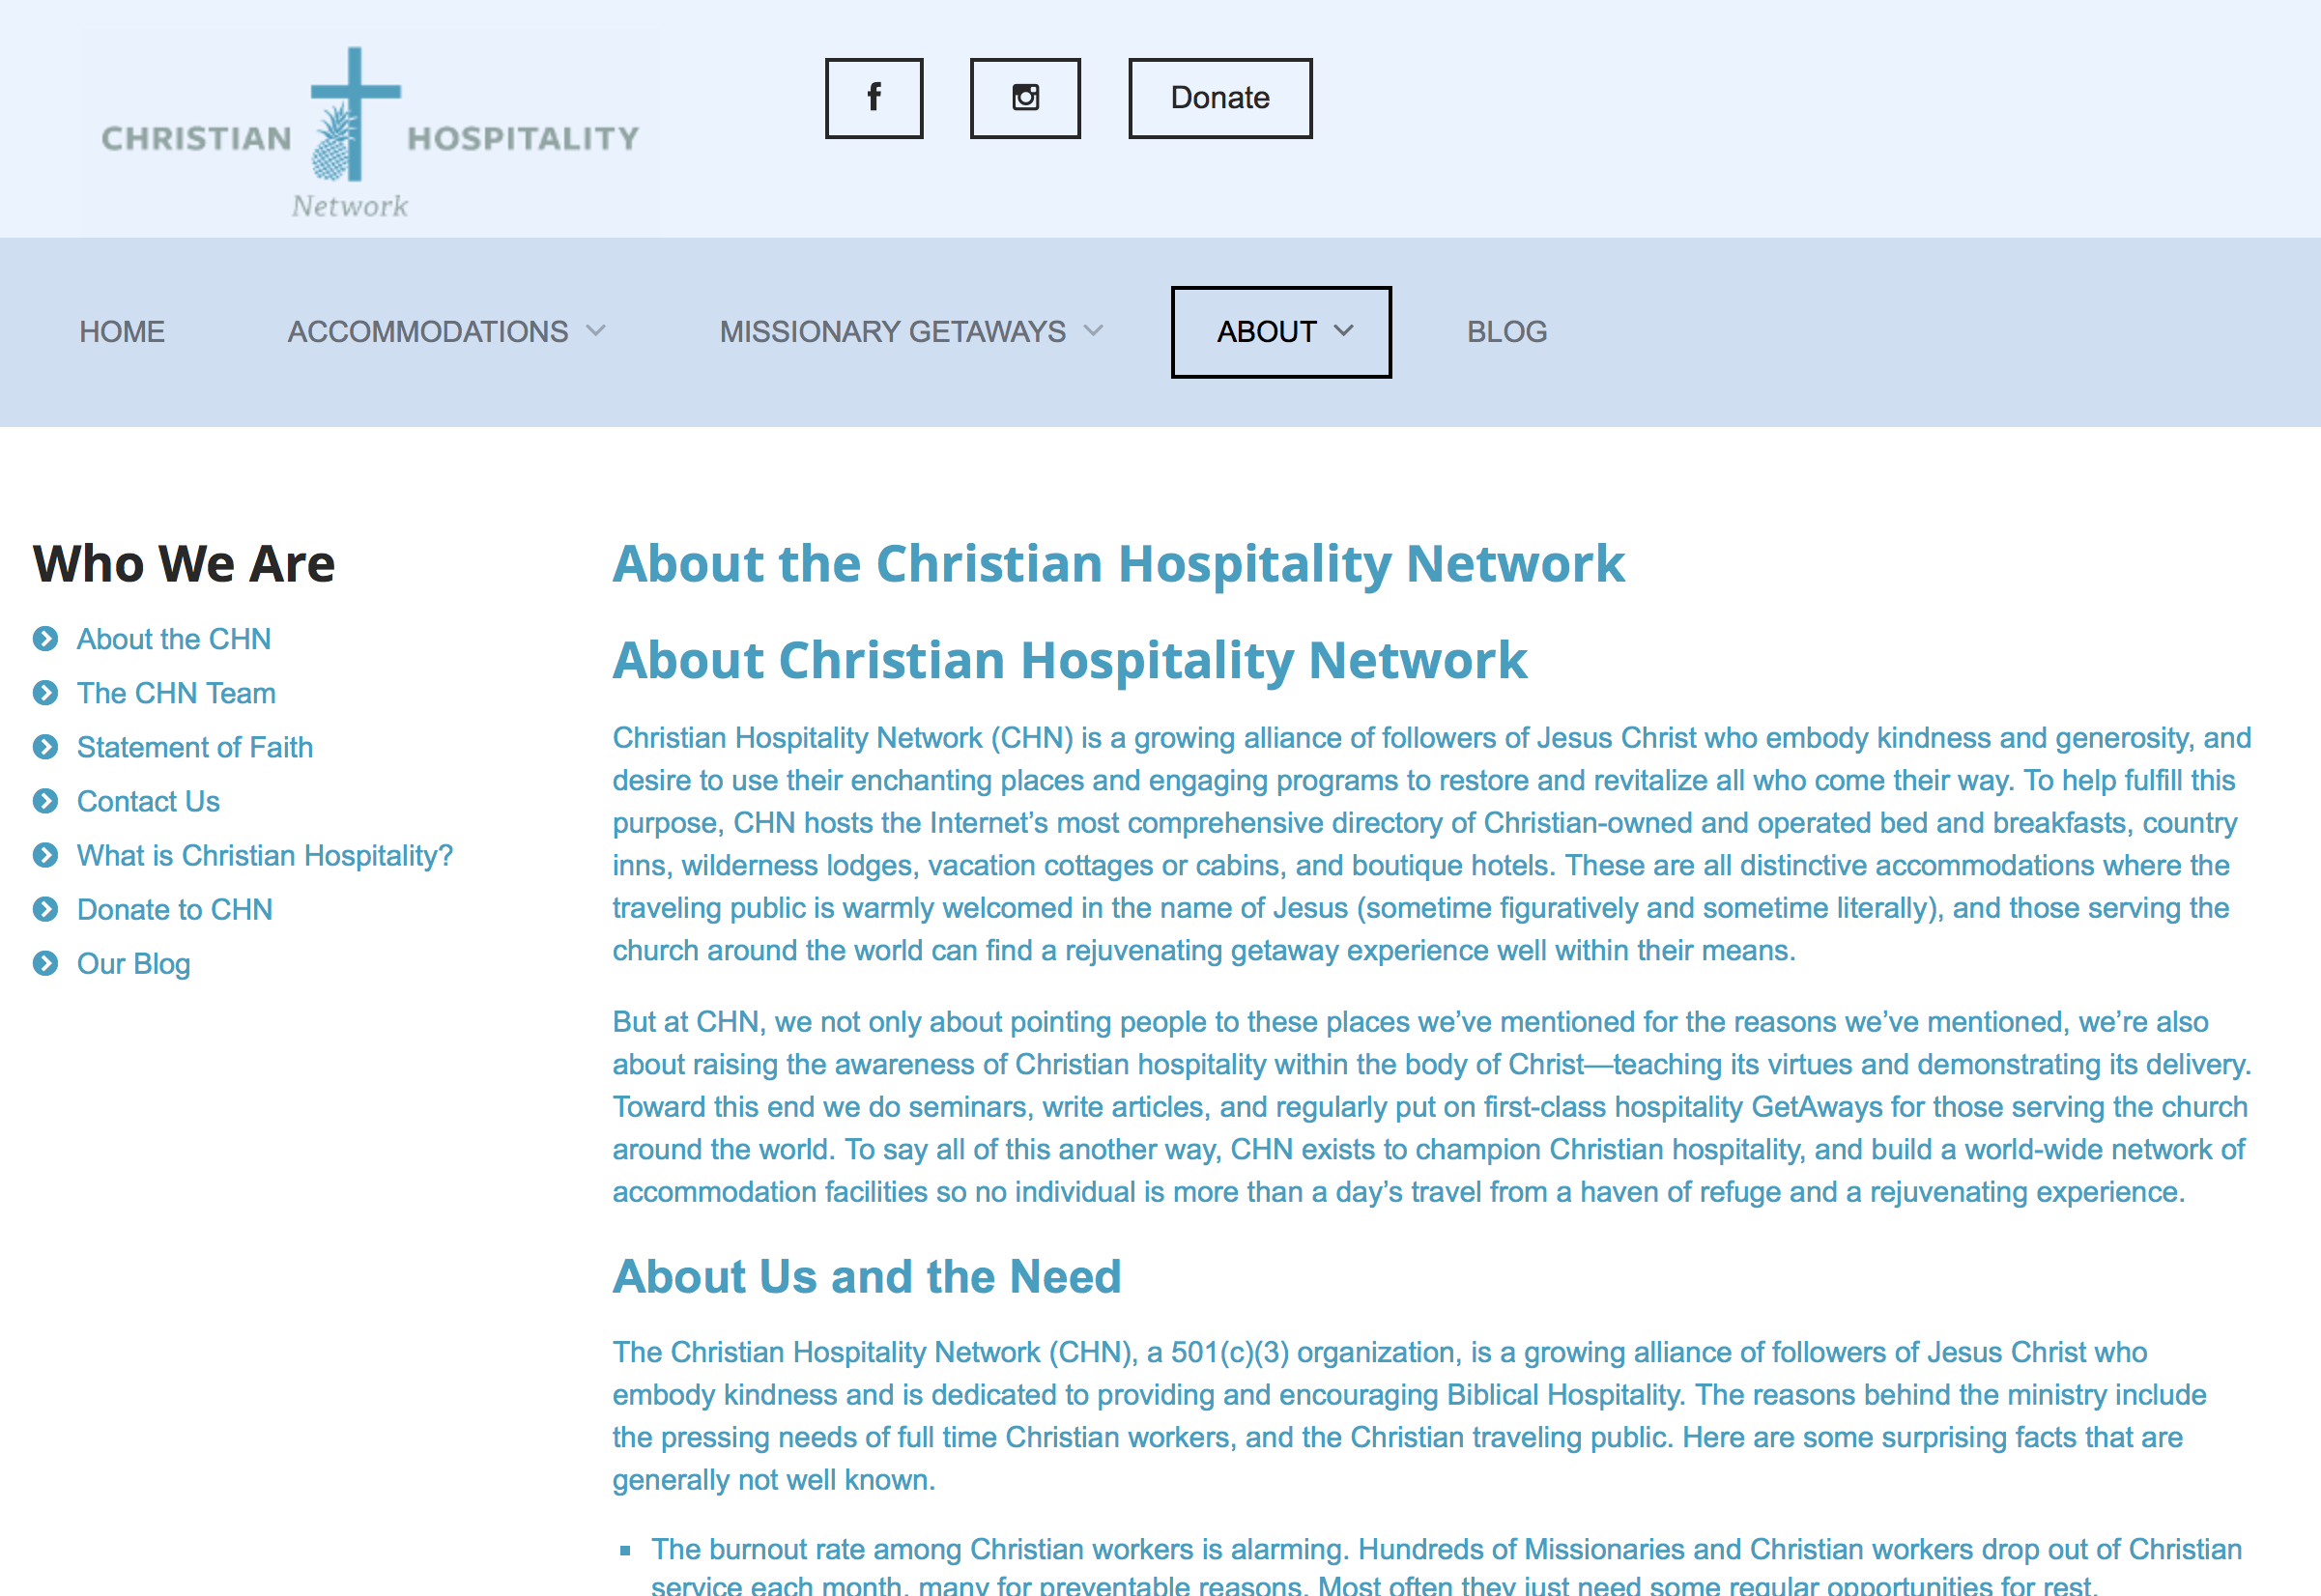 CHRISTIAN HOSPITALITY
Network
f
Donate
HOME ACCOMMODATIONS MISSIONARY GETAWAYS ABOUT BLOG
Who We Are
About the CHN
The CHN Team
Statement of Faith
Contact Us
What is Christian Hospitality?
Donate to CHN
Our Blog
About the Christian Hospitality Network
About Christian Hospitality Network
Christian Hospitality Network (CHN) is a growing alliance of followers of Jesus Christ who embody kindness and generosity, and
desire to use their enchanting places and engaging programs to restore and revitalize all who come their way. To help fulfill this
purpose, CHN hosts the Internet’s most comprehensive directory of Christian-owned and operated bed and breakfasts, country
inns, wilderness lodges, vacation cottages or cabins, and boutique hotels. These are all distinctive accommodations where the
traveling public is warmly welcomed in the name of Jesus (sometime figuratively and sometime literally), and those serving the
church around the world can find a rejuvenating getaway experience well within their means.
But at CHN, we not only about pointing people to these places we’ve mentioned for the reasons we’ve mentioned, we’re also
about raising the awareness of Christian hospitality within the body of Christ—teaching its virtues and demonstrating its delivery.
Toward this end we do seminars, write articles, and regularly put on first-class hospitality GetAways for those serving the church
around the world. To say all of this another way, CHN exists to champion Christian hospitality, and build a world-wide network of
accommodation facilities so no individual is more than a day’s travel from a haven of refuge and a rejuvenating experience.
About Us and the Need
The Christian Hospitality Network (CHN), a 501(c)(3) organization, is a growing alliance of followers of Jesus Christ who
embody kindness and is dedicated to providing and encouraging Biblical Hospitality. The reasons behind the ministry include
the pressing needs of full time Christian workers, and the Christian traveling public. Here are some surprising facts that are
generally not well known.
The burnout rate among Christian workers is alarming. Hundreds of Missionaries and Christian workers drop out of Christian
service each month, many for preventable reasons. Most often they just need some regular opportunities for rest,